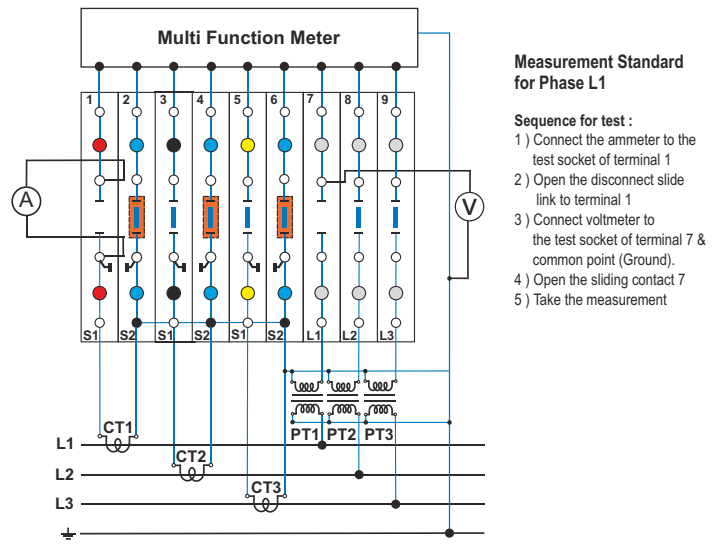 Multi Function Meter
1 2 3 4 5 6 7 8 9
A
V
S1 S2 S1 S2 S1 S2 L1 L2 L3
PT1 PT2 PT3
CT1
L1
CT2
L2
CT3
L3
Measurement Standard
for Phase L1
Sequence for test :
1 ) Connect the ammeter to the
test socket of terminal 1
2 ) Open the disconnect slide
link to terminal 1
3 ) Connect voltmeter to
the test socket of terminal 7 &
common point (Ground).
4 ) Open the sliding contact 7
5 ) Take the measurement